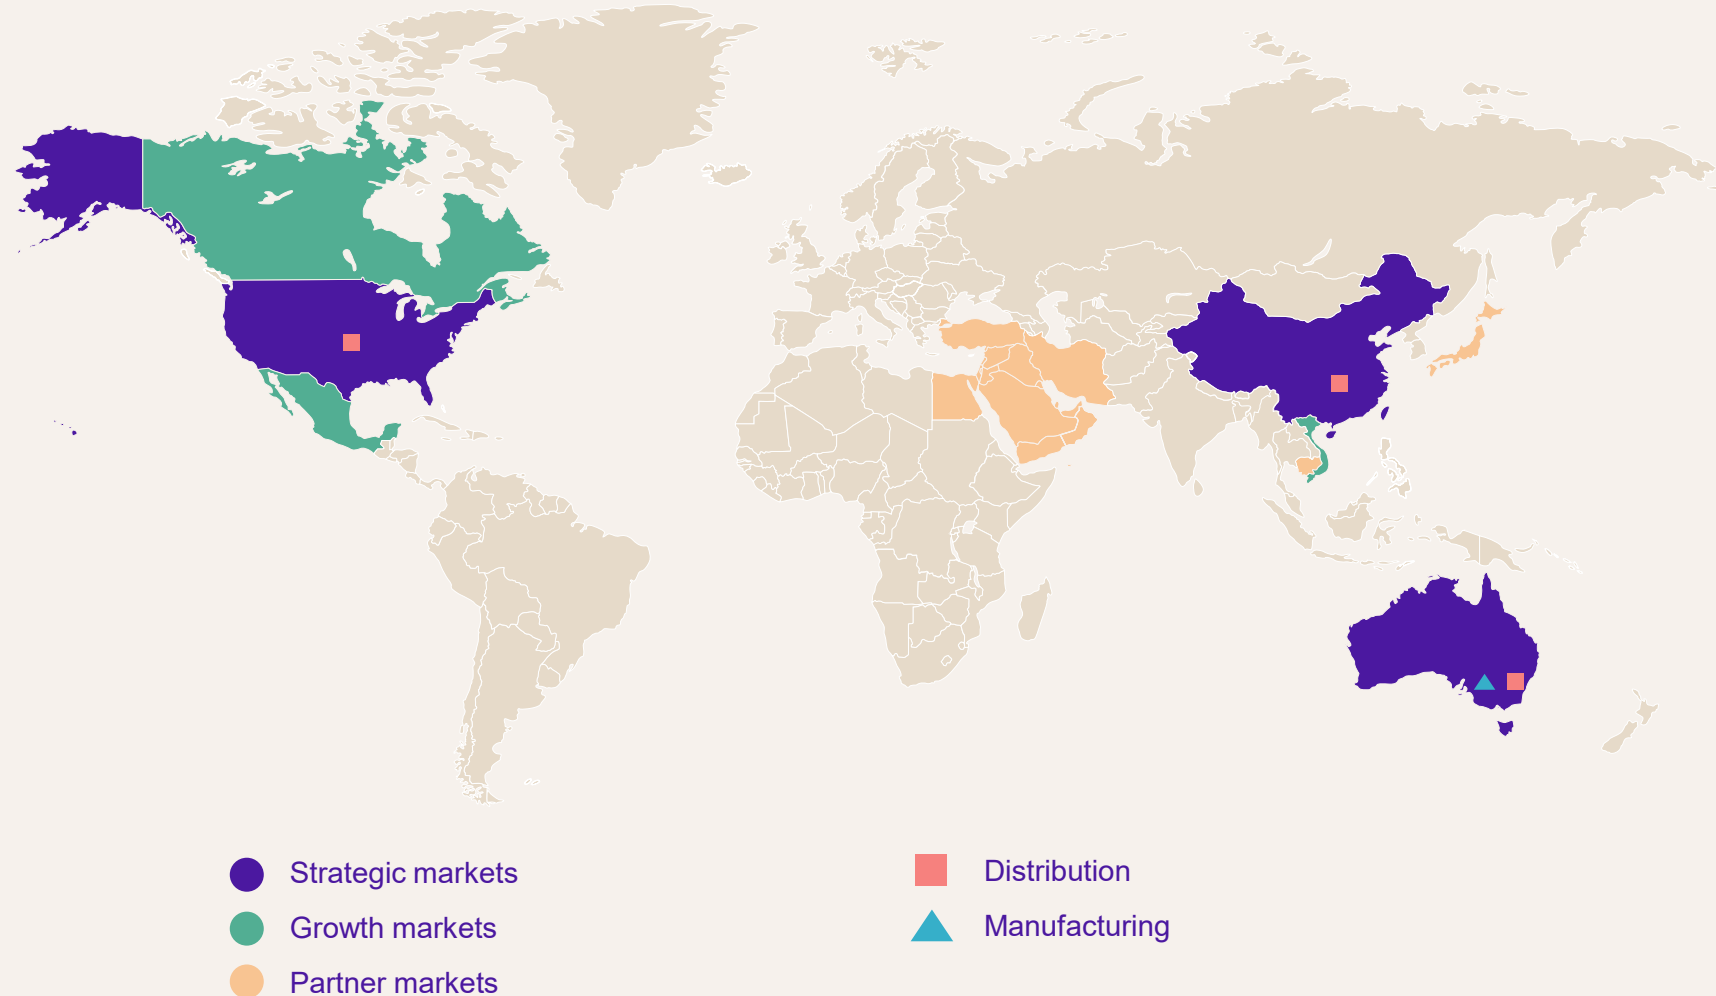 Strategic markets
Growth markets
Partner markets
Distribution
Manufacturing